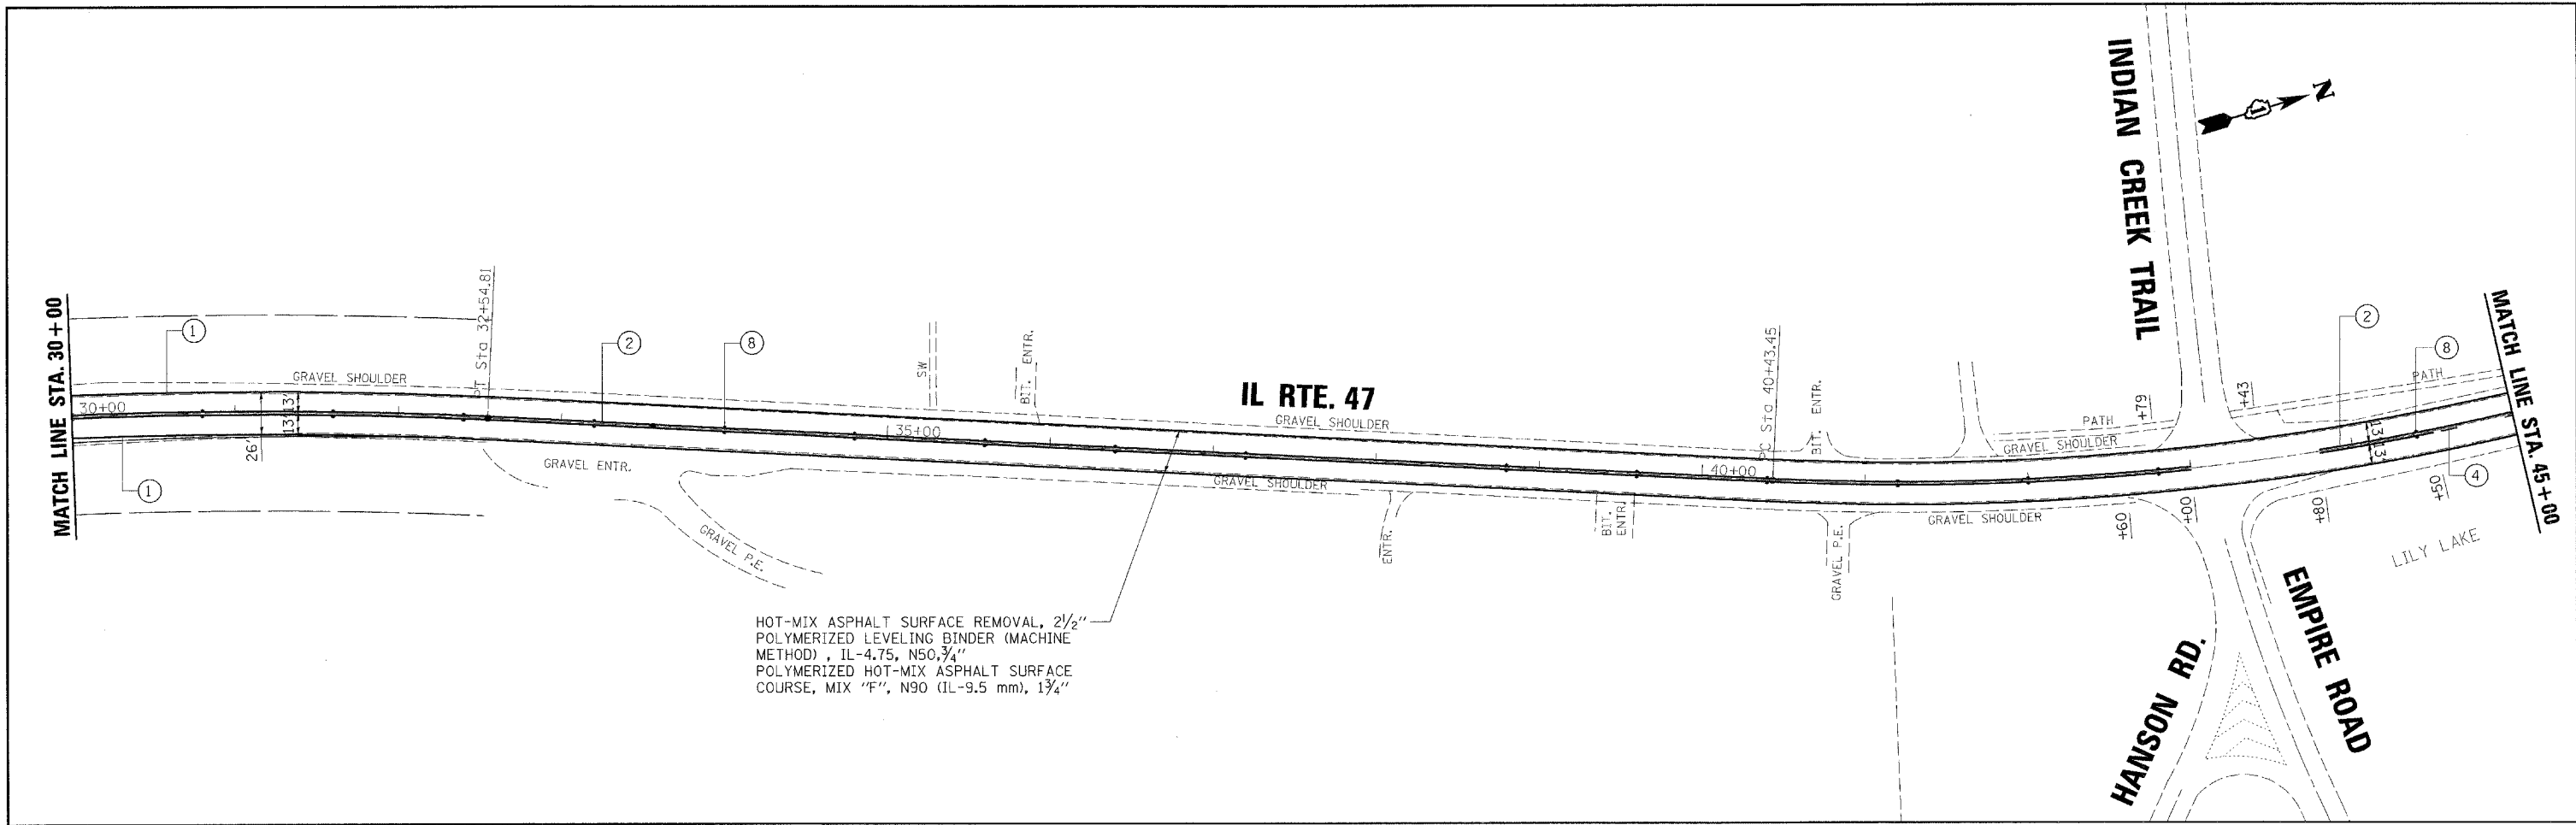 MATCH LINE STA. 30+00
1
GRAVEL SHOULDER
30+00
13'
13'
26'
1
PT Sta 32+54.81
2
8
GRAVEL ENTR.
GRAVEL P.E.
SW
BIT. ENTR.
35+00
IL RTE. 47
GRAVEL SHOULDER
GRAVEL SHOULDER
HOT-MIX ASPHALT SURFACE REMOVAL, 2½"
POLYMERIZED LEVELING BINDER (MACHINE
METHOD) , IL-4.75, N50,¾"
POLYMERIZED HOT-MIX ASPHALT SURFACE
COURSE, MIX "F", N90 (IL-9.5 mm), 1¾"
ENTR.
BIT.
ENTR.
PC Sta 40+43.45
40+00
BIT. ENTR.
GRAVEL P.E.
GRAVEL SHOULDER
PATH
GRAVEL SHOULDER
+79
+43
+60
+00
+80
+50
INDIAN CREEK TRAIL
1
N
2
8
PATH
13'
13'
4
LILY LAKE
HANSON RD.
EMPIRE ROAD
MATCH LINE STA. 45+00